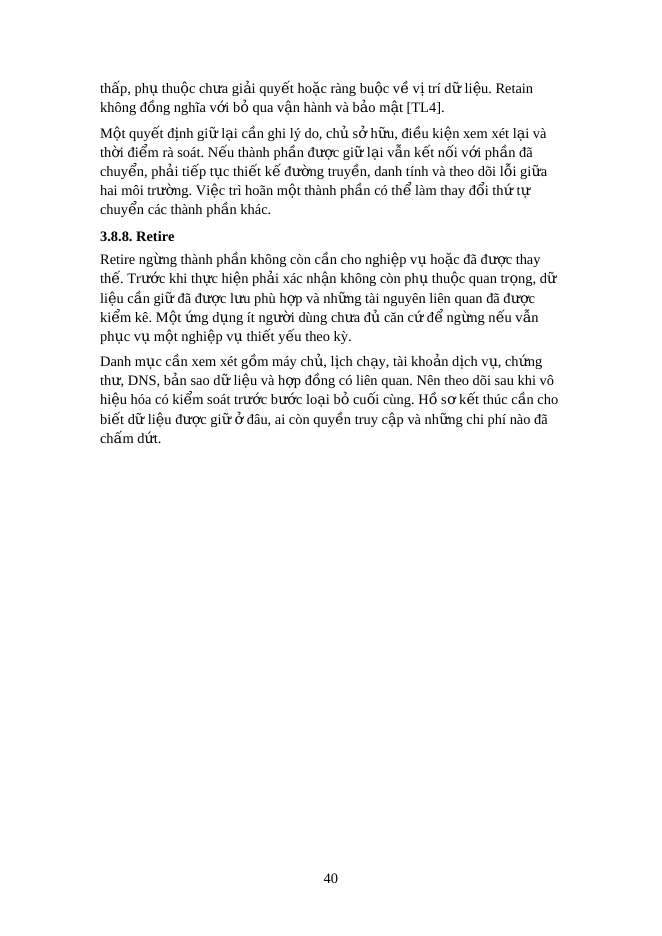 thấp, phụ thuộc chưa giải quyết hoặc ràng buộc về vị trí dữ liệu. Retain
không đồng nghĩa với bỏ qua vận hành và bảo mật [TL4].
Một quyết định giữ lại cần ghi lý do, chủ sở hữu, điều kiện xem xét lại và
thời điểm rà soát. Nếu thành phần được giữ lại vẫn kết nối với phần đã
chuyển, phải tiếp tục thiết kế đường truyền, danh tính và theo dõi lỗi giữa
hai môi trường. Việc trì hoãn một thành phần có thể làm thay đổi thứ tự
chuyển các thành phần khác.
3.8.8. Retire
Retire ngừng thành phần không còn cần cho nghiệp vụ hoặc đã được thay
thế. Trước khi thực hiện phải xác nhận không còn phụ thuộc quan trọng, dữ
liệu cần giữ đã được lưu phù hợp và những tài nguyên liên quan đã được
kiểm kê. Một ứng dụng ít người dùng chưa đủ căn cứ để ngừng nếu vẫn
phục vụ một nghiệp vụ thiết yếu theo kỳ.
Danh mục cần xem xét gồm máy chủ, lịch chạy, tài khoản dịch vụ, chứng
thư, DNS, bản sao dữ liệu và hợp đồng có liên quan. Nên theo dõi sau khi vô
hiệu hóa có kiểm soát trước bước loại bỏ cuối cùng. Hồ sơ kết thúc cần cho
biết dữ liệu được giữ ở đâu, ai còn quyền truy cập và những chi phí nào đã
chấm dứt.
40